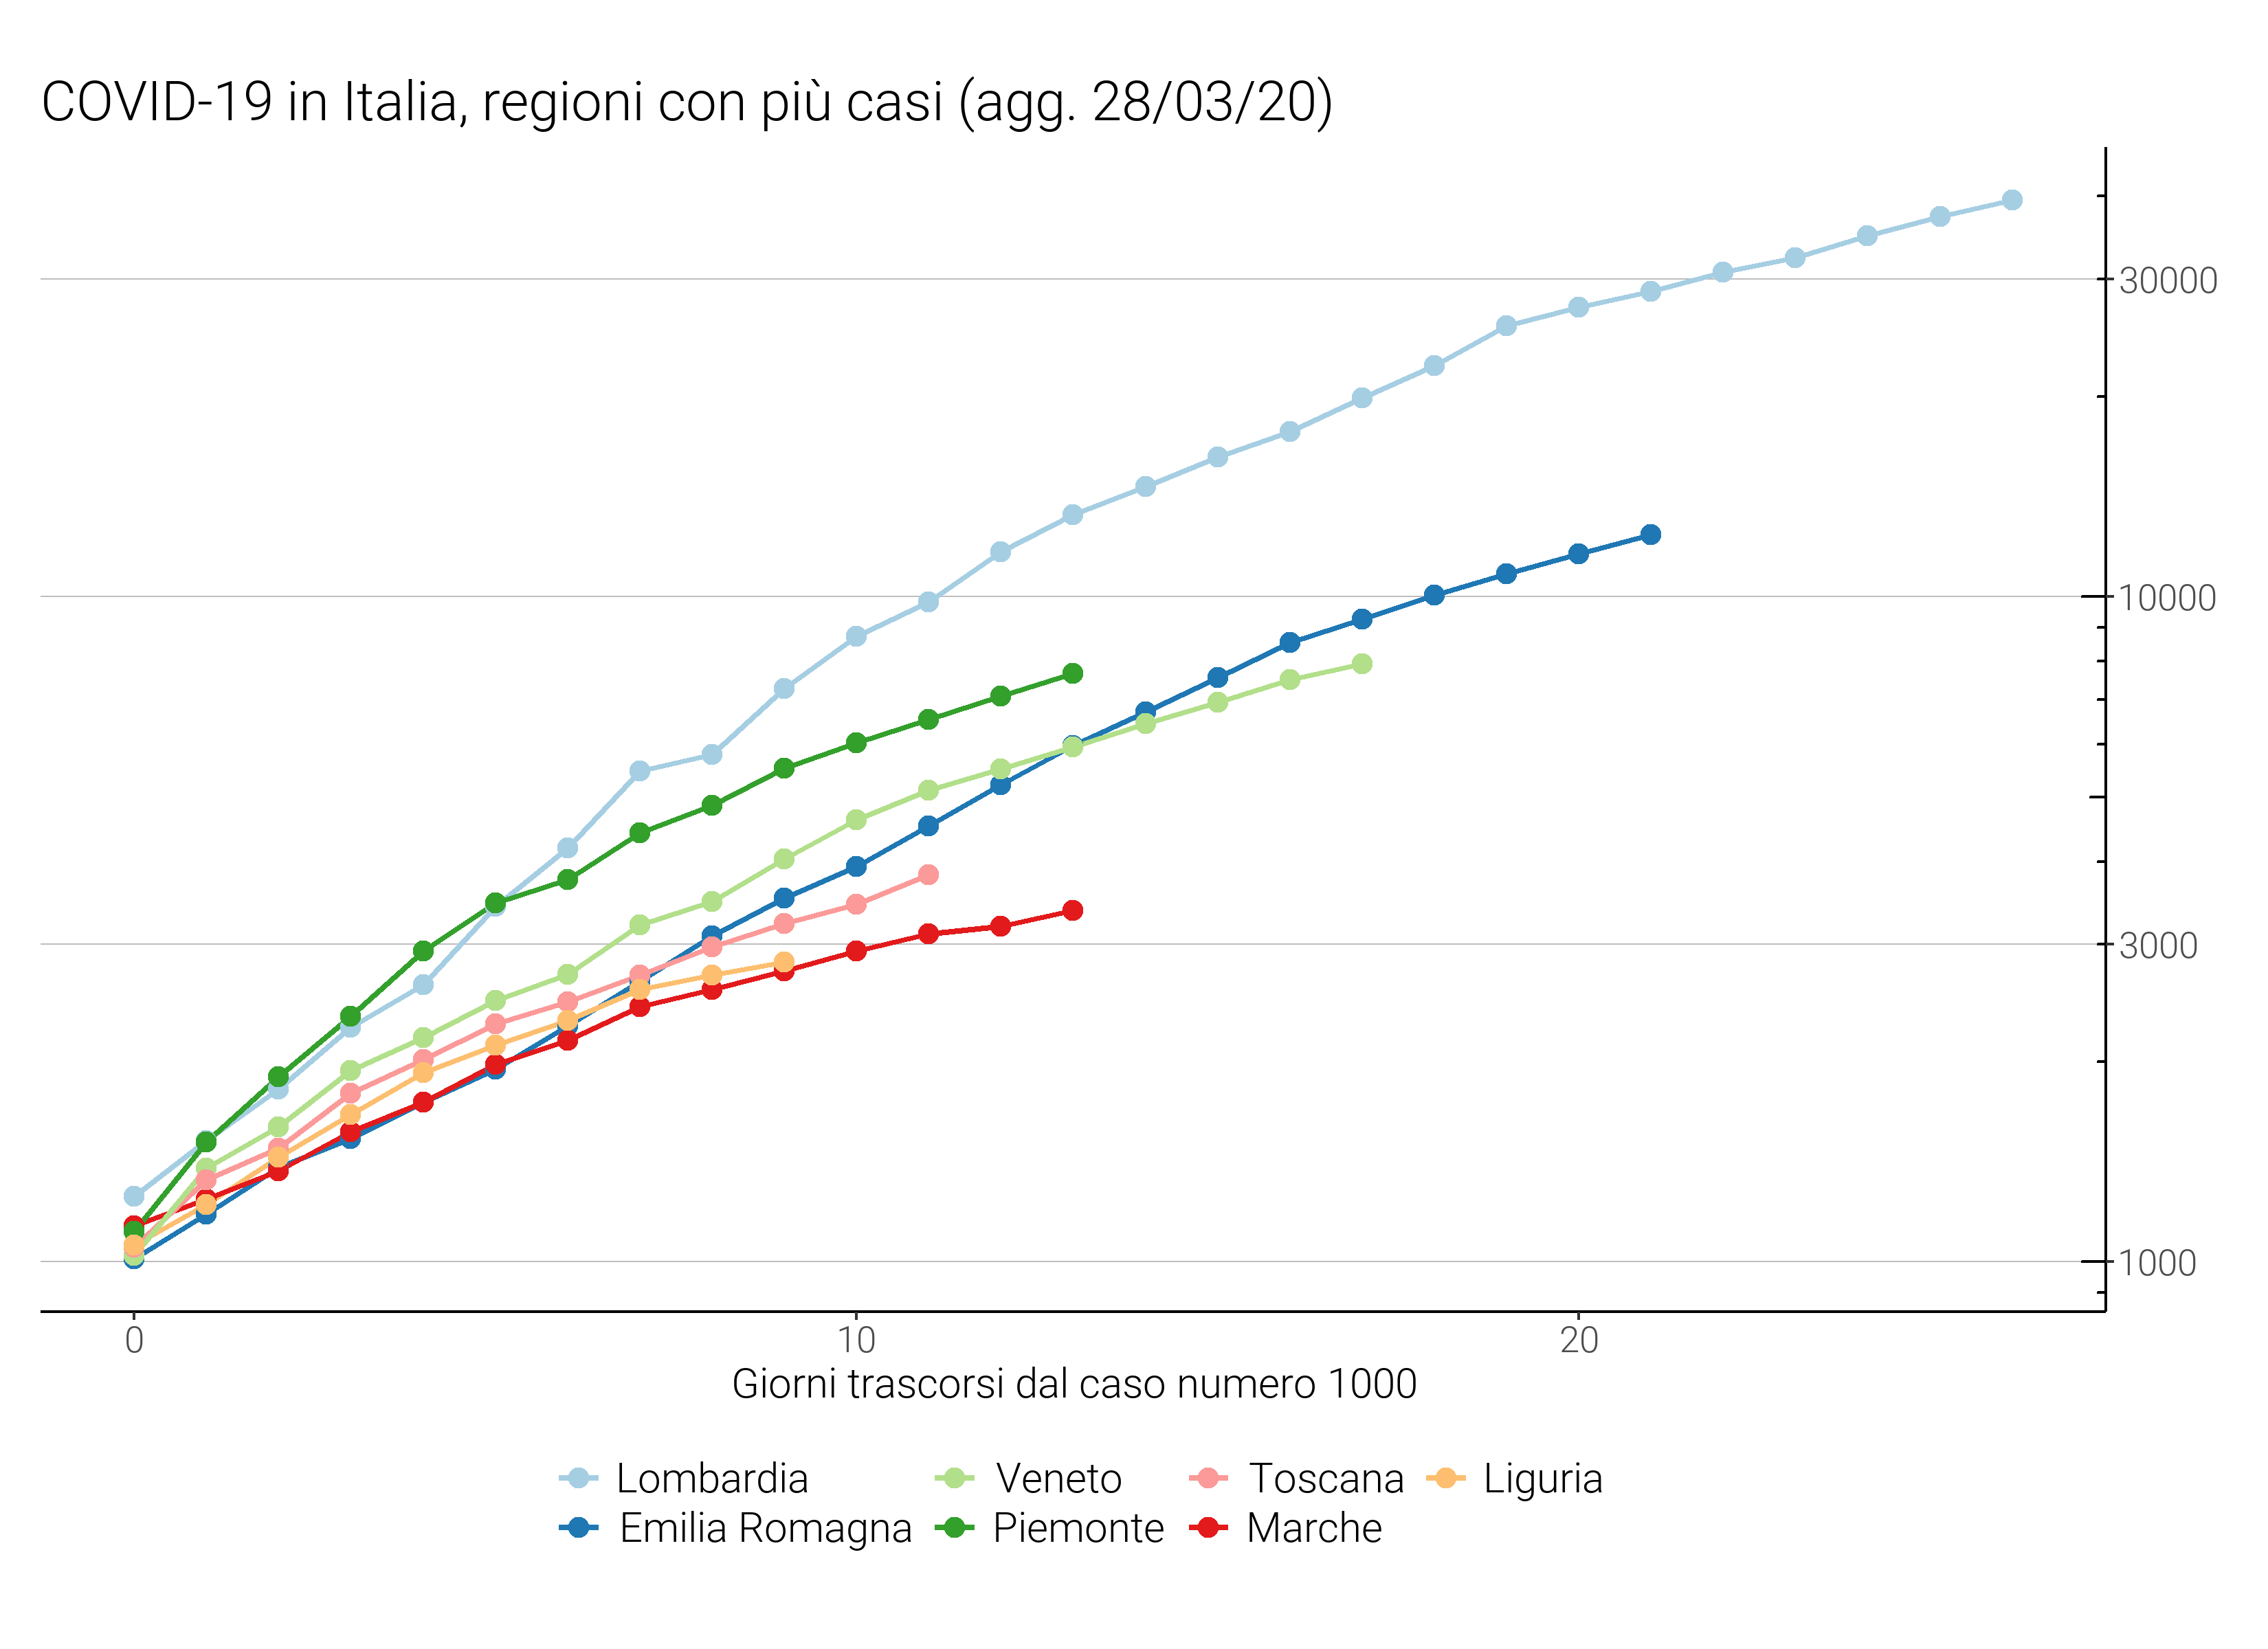 COVID-19 in Italia, regioni con più casi (agg. 28/03/20)
30000
10000
3000
1000
0 10 20
Giorni trascorsi dal caso numero 1000
Lombardia Veneto Toscana Liguria
Emilia Romagna Piemonte Marche